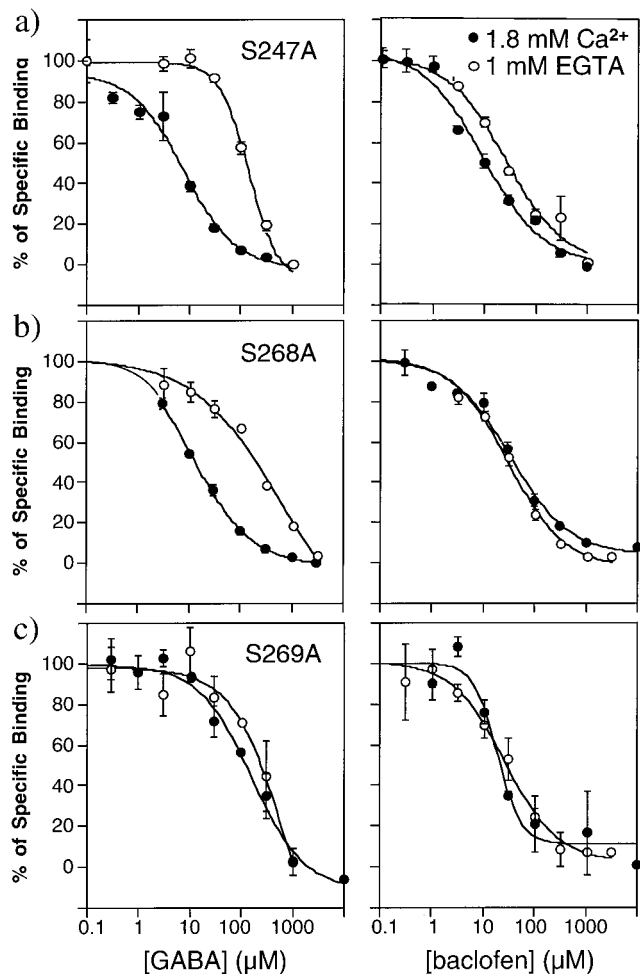 a)
S247A
● 1.8 mM Ca²⁺
○ 1 mM EGTA
% of Specific Binding
100
80
60
40
20
0
b)
S268A
% of Specific Binding
100
80
60
40
20
0
c)
S269A
% of Specific Binding
100
80
60
40
20
0
0.1 1 10 100 1000
[GABA] (µM)
0.1 1 10 100 1000
[baclofen] (µM)